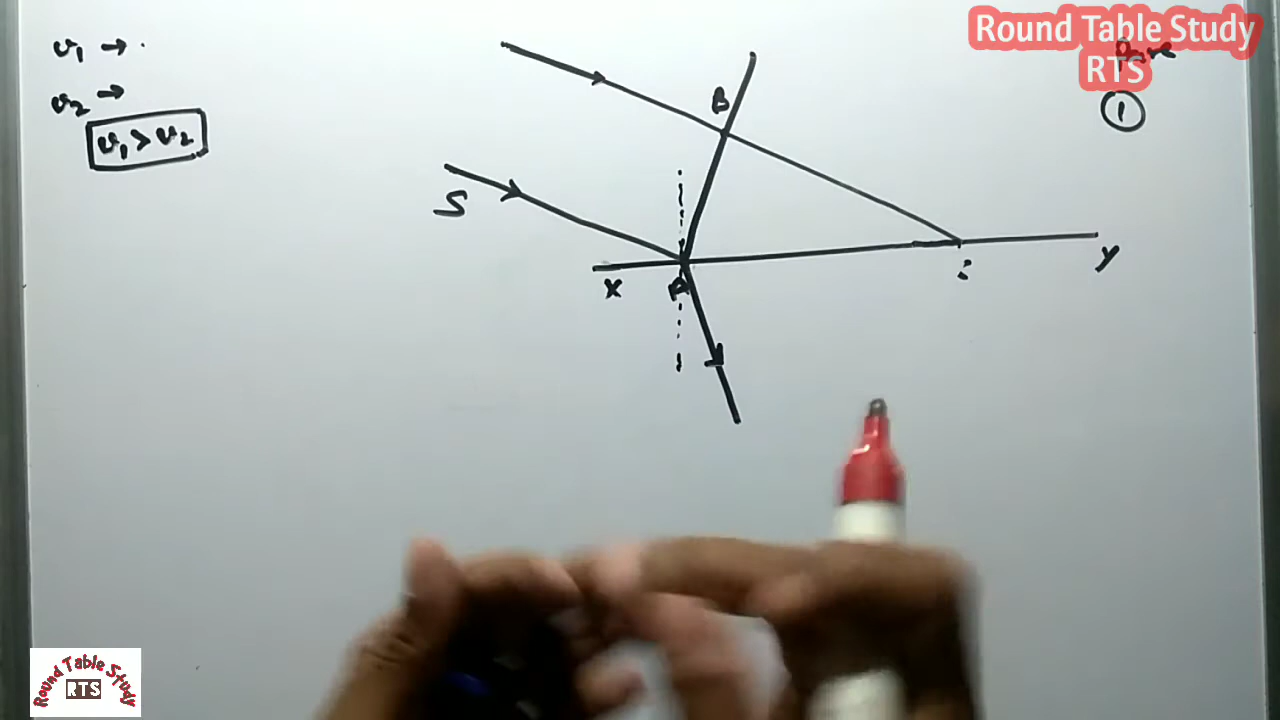 Round Table Study
RTS
v₁ →
v₂ →
v₁ > v₂
①
B
S
X
A
i
y
Round Table Study
RTS